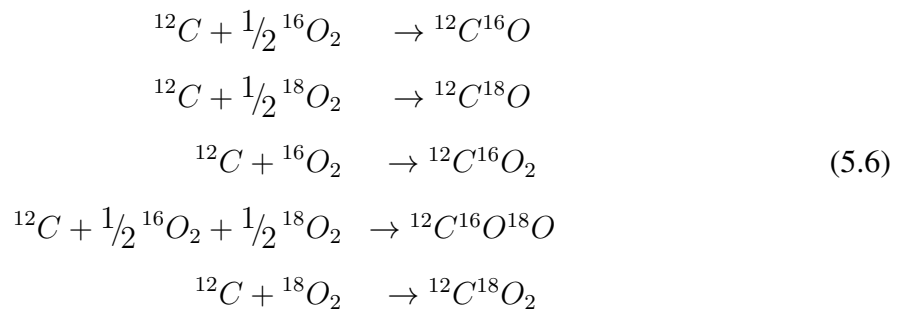 ¹²C + ½ ¹⁶O₂ → ¹²C¹⁶O
¹²C + ½ ¹⁸O₂ → ¹²C¹⁸O
¹²C + ¹⁶O₂ → ¹²C¹⁶O₂ (5.6)
¹²C + ½ ¹⁶O₂ + ½ ¹⁸O₂ → ¹²C¹⁶O¹⁸O
¹²C + ¹⁸O₂ → ¹²C¹⁸O₂